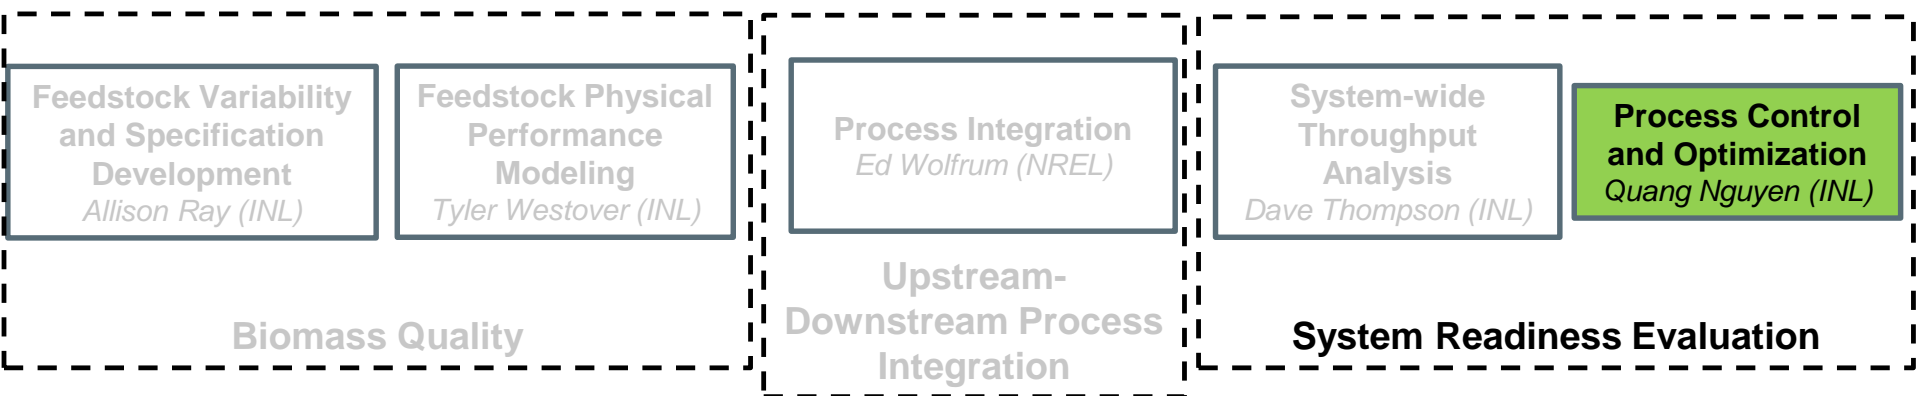 Feedstock Variability
and Specification
Development
Allison Ray (INL)
Feedstock Physical
Performance
Modeling
Tyler Westover (INL)
Biomass Quality
Process Integration
Ed Wolfrum (NREL)
Upstream-
Downstream Process
Integration
System-wide
Throughput
Analysis
Dave Thompson (INL)
Process Control
and Optimization
Quang Nguyen (INL)
System Readiness Evaluation